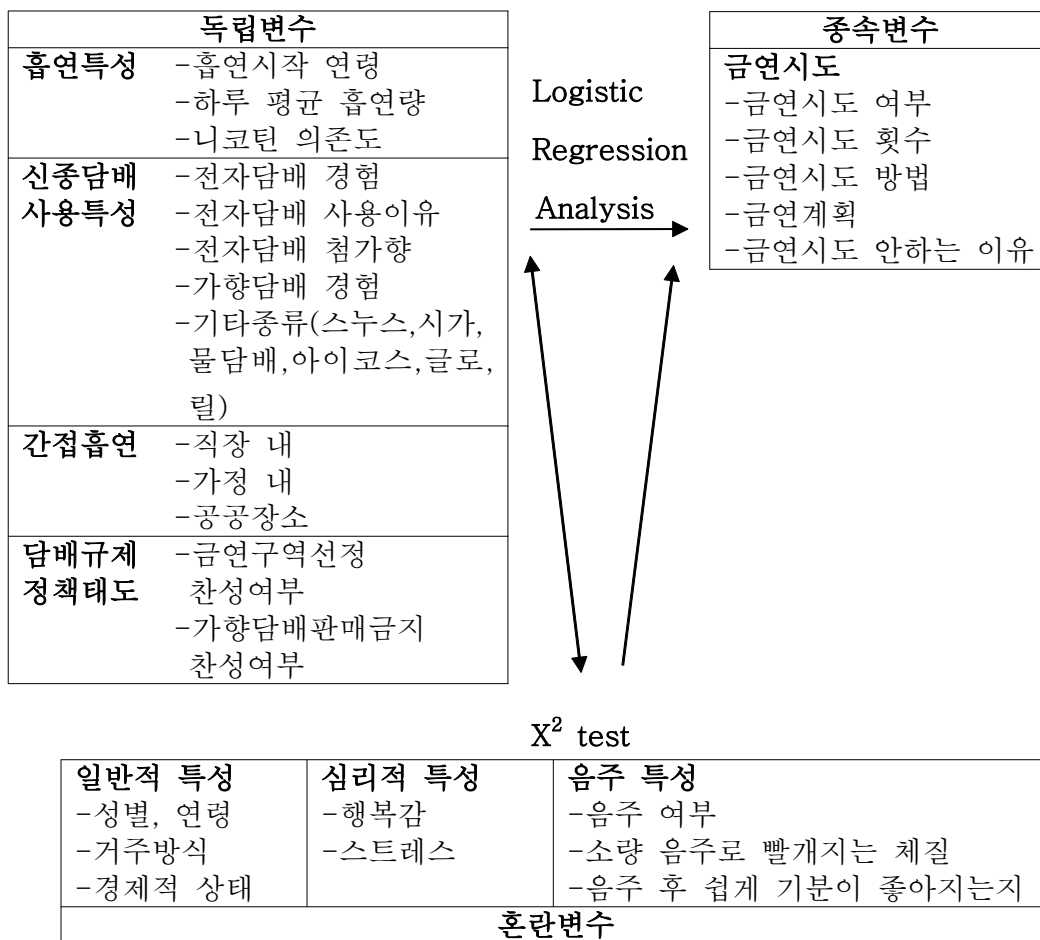 독립변수
흡연특성 -흡연시작 연령
-하루 평균 흡연량
-니코틴 의존도
신종담배 -전자담배 경험
사용특성 -전자담배 사용이유
-전자담배 첨가향
-가향담배 경험
-기타종류(스누스,시가,
물담배,아이코스,글로,
릴)
간접흡연 -직장 내
-가정 내
-공공장소
담배규제 -금연구역선정
정책태도 찬성여부
-가향담배판매금지
찬성여부
Logistic
Regression
Analysis
종속변수
금연시도
-금연시도 여부
-금연시도 횟수
-금연시도 방법
-금연계획
-금연시도 안하는 이유
X² test
일반적 특성
-성별, 연령
-거주방식
-경제적 상태
심리적 특성
-행복감
-스트레스
음주 특성
-음주 여부
-소량 음주로 빨개지는 체질
-음주 후 쉽게 기분이 좋아지는지
혼란변수